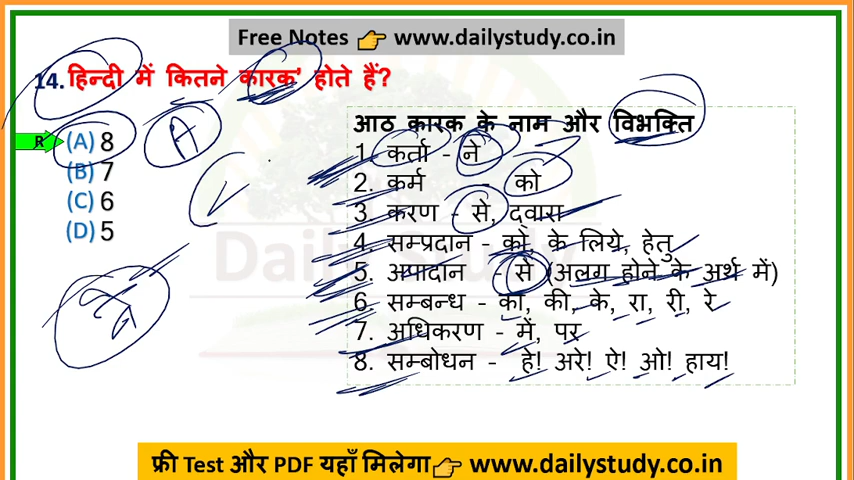 Free Notes 👉 www.dailystudy.co.in
14. हिन्दी में कितने कारक' होते हैं?
R (A) 8 A
(B) 7
(C) 6
(D) 5
आठ कारक के नाम और विभक्ति
1. कर्ता - ने
2. कर्म - को
3. करण - से, द्वारा
4. सम्प्रदान - को, के लिये, हेतु
5. अपादान - से (अलग होने के अर्थ में)
6. सम्बन्ध - का, की, के, रा, री, रे
7. अधिकरण - में, पर
8. सम्बोधन - हे! अरे! ऐ! ओ! हाय!
Daily Study
फ्री Test और PDF यहाँ मिलेगा 👉 www.dailystudy.co.in